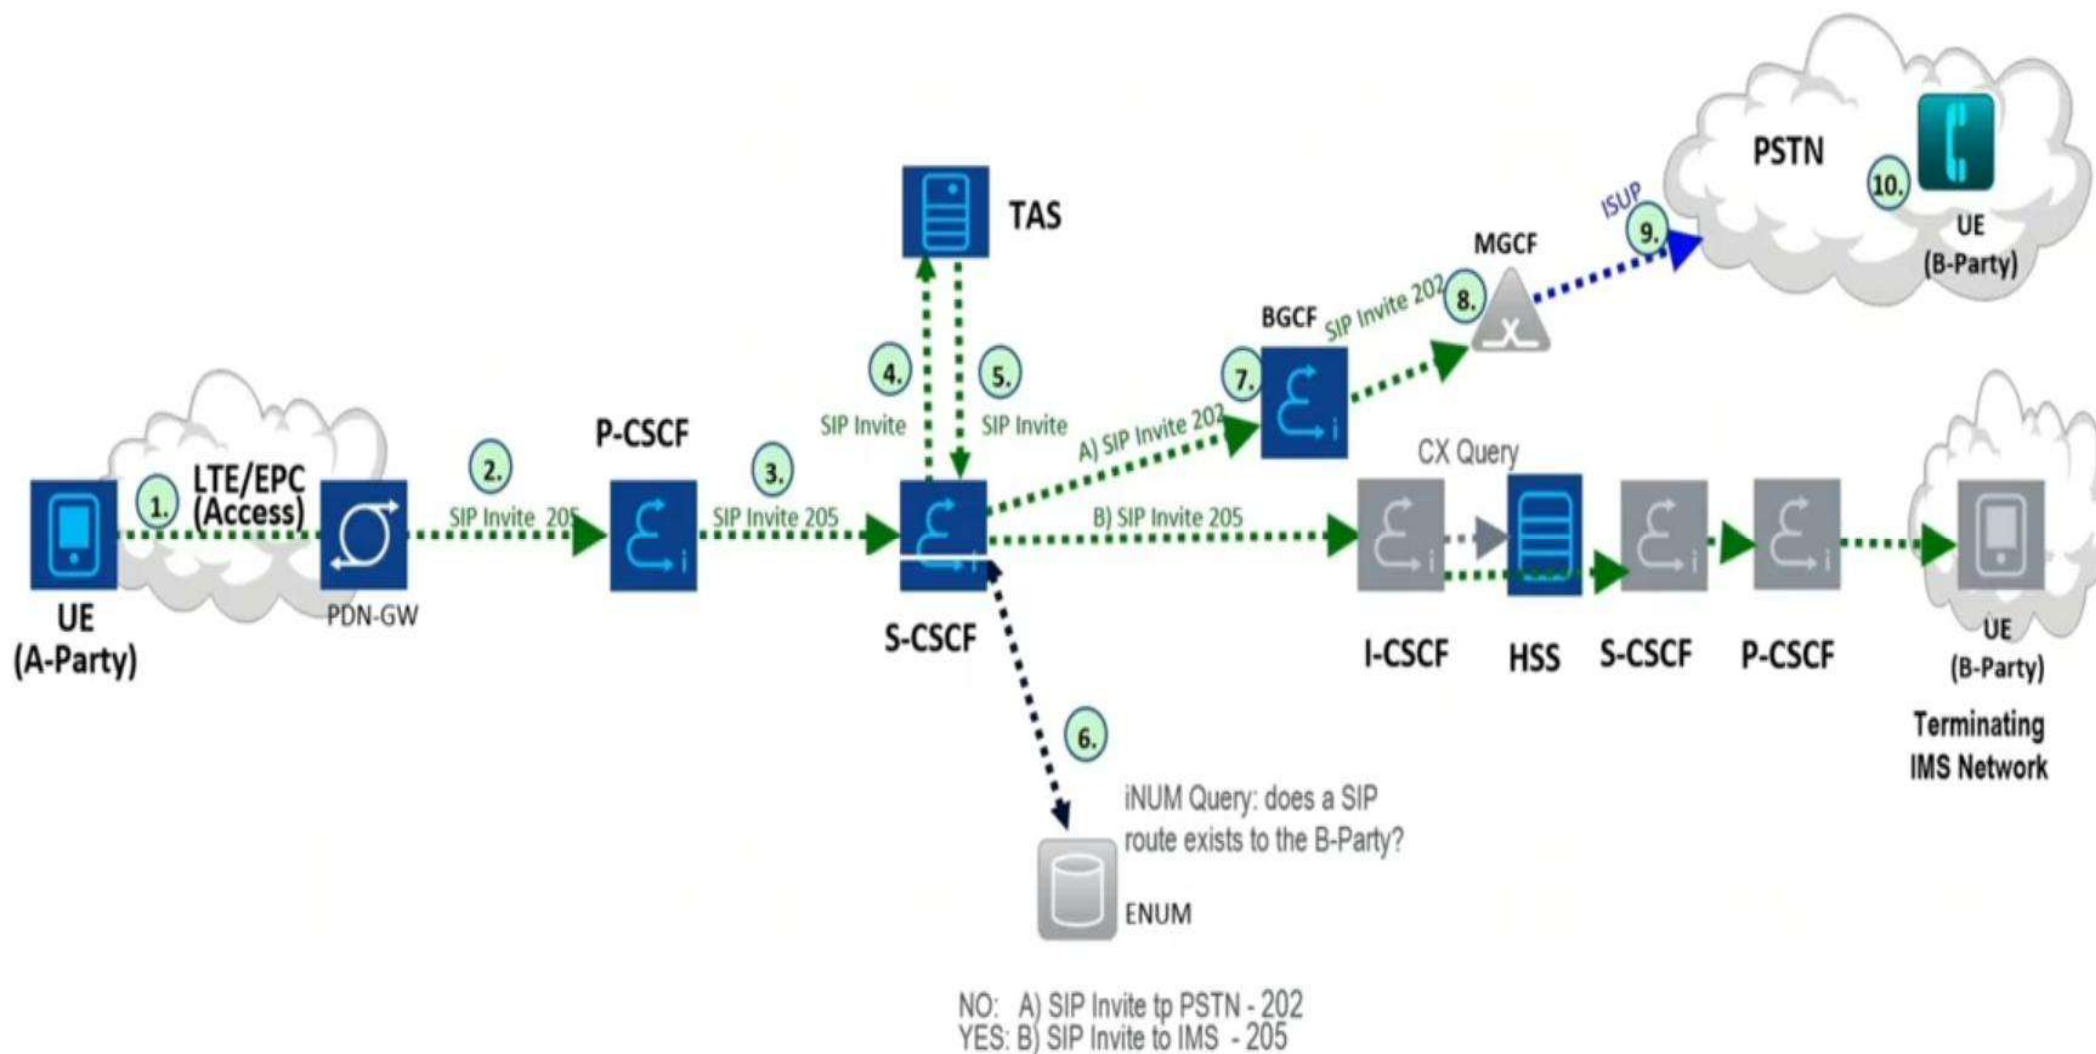 PSTN
10.
UE
(B-Party)
ISUP
9.
MGCF
TAS
SIP Invite 202
8.
BGCF
7.
4.
5.
SIP Invite
SIP Invite
A) SIP Invite 202
P-CSCF
CX Query
LTE/EPC
(Access)
1.
2.
3.
SIP Invite 205
SIP Invite 205
B) SIP Invite 205
i
i
i
i
i
i
PDN-GW
UE
(A-Party)
S-CSCF
I-CSCF
HSS
S-CSCF
P-CSCF
UE
(B-Party)
Terminating
IMS Network
6.
iNUM Query: does a SIP
route exists to the B-Party?
ENUM
NO: A) SIP Invite tp PSTN - 202
YES: B) SIP Invite to IMS - 205